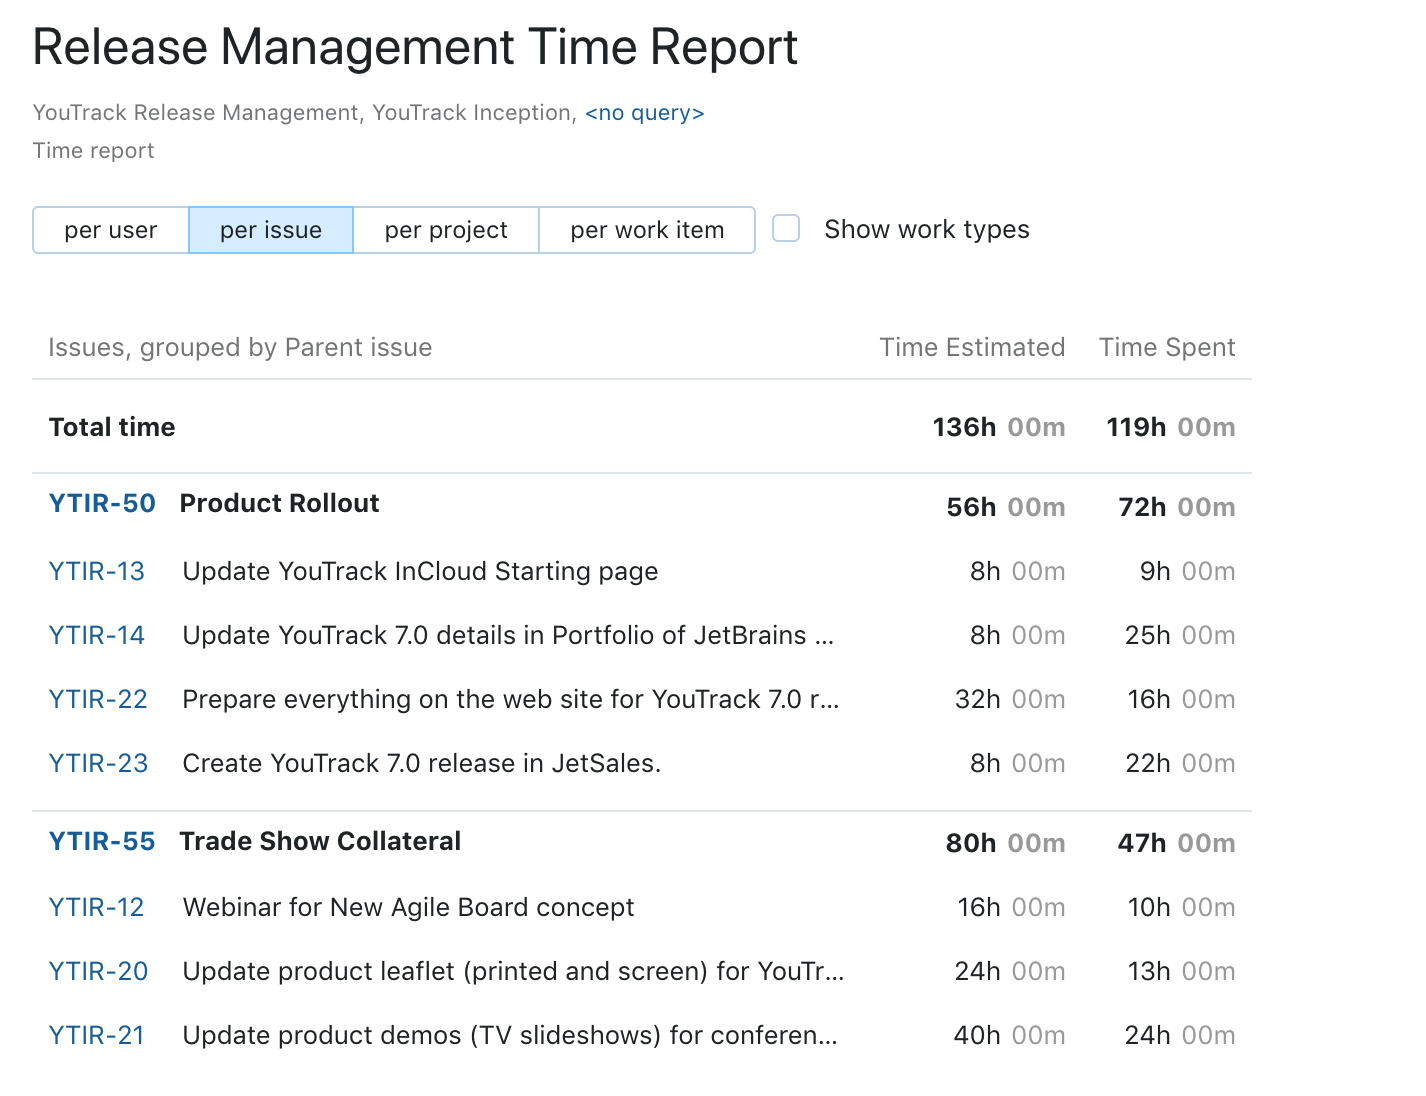 Release Management Time Report
YouTrack Release Management, YouTrack Inception, <no query>
Time report
per user per issue per project per work item Show work types
Issues, grouped by Parent issue Time Estimated Time Spent
Total time 136h 00m 119h 00m
YTIR-50 Product Rollout 56h 00m 72h 00m
YTIR-13 Update YouTrack InCloud Starting page 8h 00m 9h 00m
YTIR-14 Update YouTrack 7.0 details in Portfolio of JetBrains ... 8h 00m 25h 00m
YTIR-22 Prepare everything on the web site for YouTrack 7.0 r... 32h 00m 16h 00m
YTIR-23 Create YouTrack 7.0 release in JetSales. 8h 00m 22h 00m
YTIR-55 Trade Show Collateral 80h 00m 47h 00m
YTIR-12 Webinar for New Agile Board concept 16h 00m 10h 00m
YTIR-20 Update product leaflet (printed and screen) for YouTr... 24h 00m 13h 00m
YTIR-21 Update product demos (TV slideshows) for conferen... 40h 00m 24h 00m